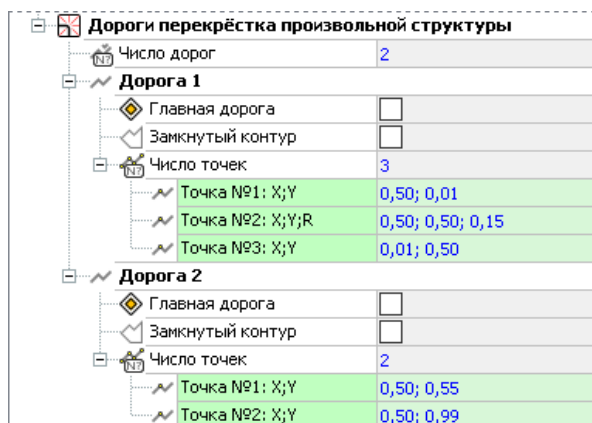 Дороги перекрёстка произвольной структуры
Число дорог 2
Дорога 1
Главная дорога
Замкнутый контур
Число точек 3
Точка №1: X;Y 0,50; 0,01
Точка №2: X;Y;R 0,50; 0,50; 0,15
Точка №3: X;Y 0,01; 0,50
Дорога 2
Главная дорога
Замкнутый контур
Число точек 2
Точка №1: X;Y 0,50; 0,55
Точка №2: X;Y 0,50; 0,99